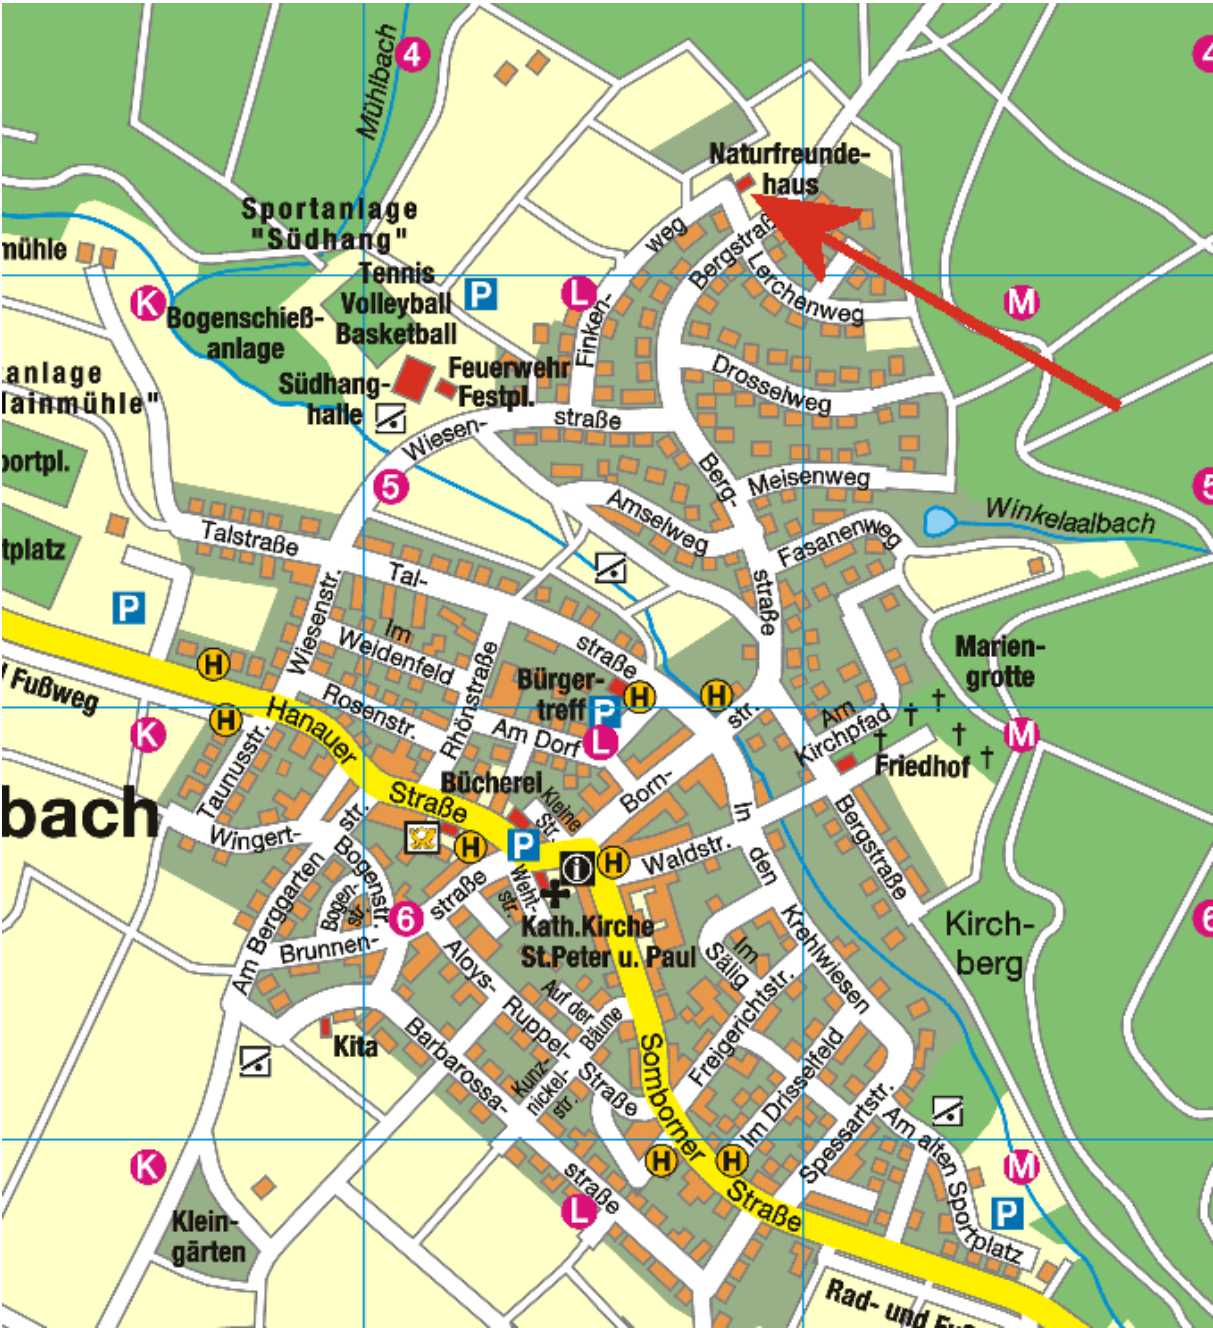 4
4
Mühlbach
Naturfreunde-
haus
Sportanlage
"Südhang"
mühle
weg
Bergstraße
Lerchenweg
Tennis
Volleyball
Basketball
P
K
L
M
Bogenschieß-
anlage
Finken-
anlage
Mainmühle"
Südhang-
halle
Feuerwehr
Festpl.
Drosselweg
Wiesen-
straße
portpl.
5
5
Berg-
Meisenweg
Amselweg
Fasanenweg
Winkelaalbach
Talstraße
tplatz
Tal-
straße
P
Wiesenstr.
Im
Weidenfeld
straße
H
Fußweg
Rhönstraße
Bürger-
treff
P
H
H
Marien-
grotte
Rosenstr.
Hanauer
H
K
L
M
Am Dorf
str.
Am
Kirchpfad
Friedhof
Taunusstr.
Bücherei
Born-
bach
Straße
Kleine
Str.
In
den
Bergstraße
Wingert-
str.
H
P
i
H
Waldstr.
Bogenstr.
Bogen-
str.
straße
Weht-
str.
6
6
Am Berggarten
Brunnen-
Kath.Kirche
St.Peter u. Paul
Krehlwiesen
Kirch-
berg
Im
Sälig
Aloys-
Ruppel-
Straße
Auf der
Bäune
Freigerichtstr.
Kita
Barbarossa-
Kunz-
nickel-
str.
Somborner
Im Drisselfeld
Spessartstr.
Am alten Sportplatz
K
H
H
M
straße
L
Straße
P
Klein-
gärten
Rad- und Fuß